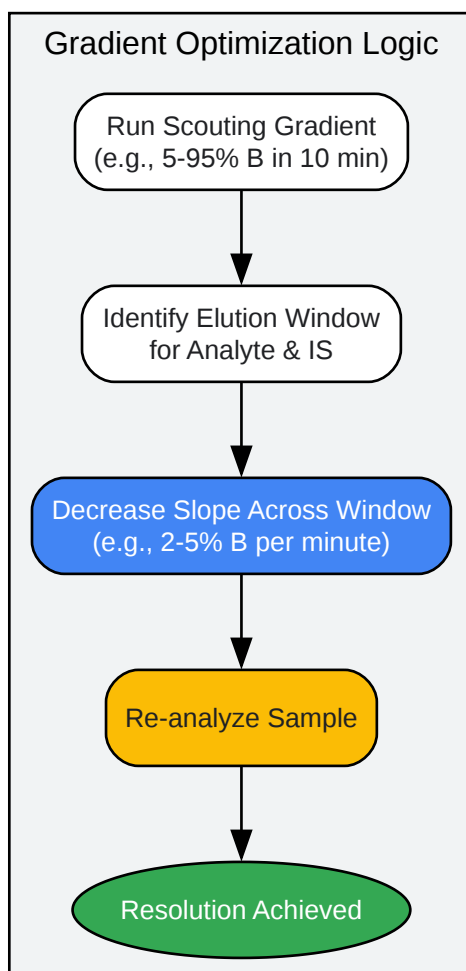 Gradient Optimization Logic
Run Scouting Gradient
(e.g., 5-95% B in 10 min)
Identify Elution Window
for Analyte & IS
Decrease Slope Across Window
(e.g., 2-5% B per minute)
Re-analyze Sample
Resolution Achieved